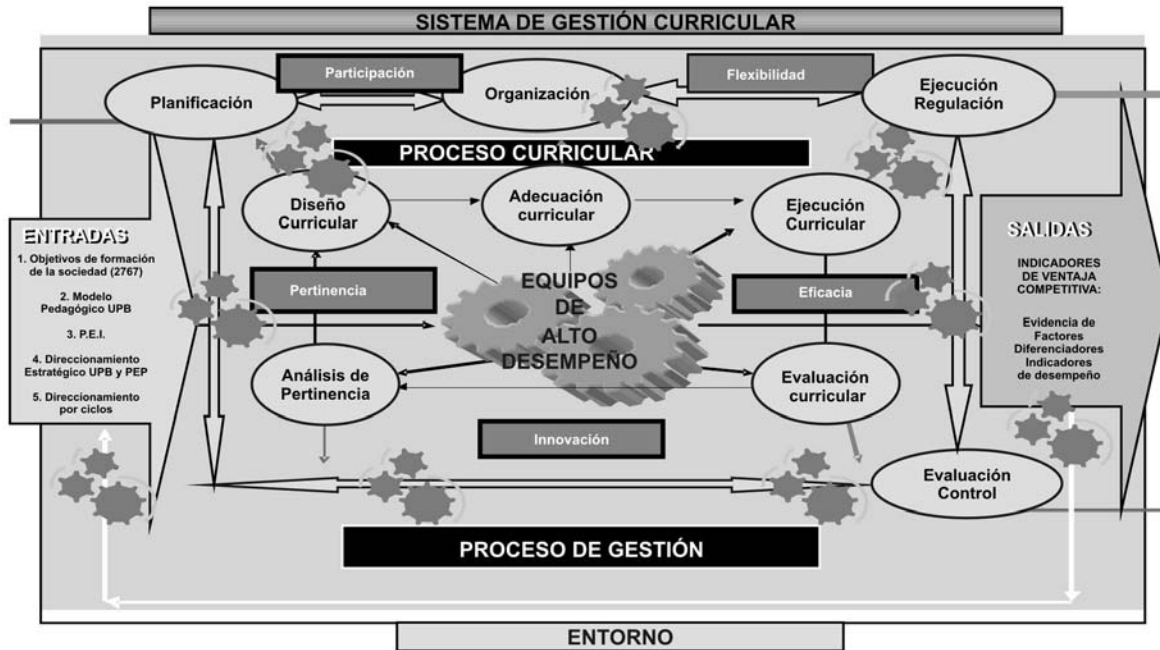 SISTEMA DE GESTIÓN CURRICULAR
Participación
Flexibilidad
Planificación
Organización
Ejecución
Regulación
PROCESO CURRICULAR
Diseño
Curricular
Adecuación
curricular
Ejecución
Curricular
ENTRADAS
1. Objetivos de formación
de la sociedad (2767)
2. Modelo
Pedagógico UPB
3. P.E.I.
4. Direccionamiento
Estratégico UPB y PEP
5. Direccionamiento
por ciclos
Pertinencia
EQUIPOS
DE
ALTO
DESEMPEÑO
Eficacia
SALIDAS
INDICADORES
DE VENTAJA
COMPETITIVA:
Evidencia de
Factores
Diferenciadores
Indicadores
de desempeño
Análisis de
Pertinencia
Evaluación
curricular
Innovación
Evaluación
Control
PROCESO DE GESTIÓN
ENTORNO